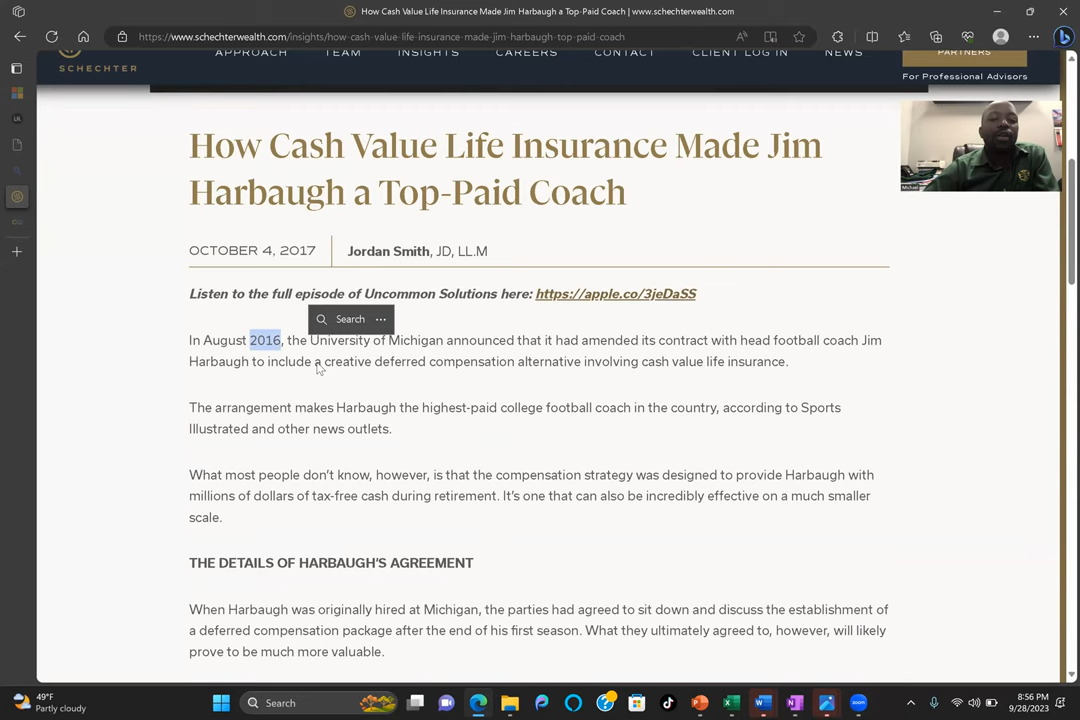 How Cash Value Life Insurance Made Jim Harbaugh a Top-Paid Coach | www.schechterwealth.com
https://www.schechterwealth.com/insights/how-cash-value-life-insurance-made-jim-harbaugh-top-paid-coach
SCHECHTER
APPROACH TEAM INSIGHTS CAREERS CONTACT CLIENT LOG IN NEWS
PARTNERS
For Professional Advisors
Michael
How Cash Value Life Insurance Made Jim
Harbaugh a Top-Paid Coach
OCTOBER 4, 2017 Jordan Smith, JD, LL.M
Listen to the full episode of Uncommon Solutions here: https://apple.co/3jeDaSS
Search ...
In August 2016, the University of Michigan announced that it had amended its contract with head football coach Jim
Harbaugh to include a creative deferred compensation alternative involving cash value life insurance.
The arrangement makes Harbaugh the highest-paid college football coach in the country, according to Sports
Illustrated and other news outlets.
What most people don't know, however, is that the compensation strategy was designed to provide Harbaugh with
millions of dollars of tax-free cash during retirement. It's one that can also be incredibly effective on a much smaller
scale.
THE DETAILS OF HARBAUGH'S AGREEMENT
When Harbaugh was originally hired at Michigan, the parties had agreed to sit down and discuss the establishment of
a deferred compensation package after the end of his first season. What they ultimately agreed to, however, will likely
prove to be much more valuable.
49°F
Partly cloudy
Search
zoom
8:56 PM
9/28/2023